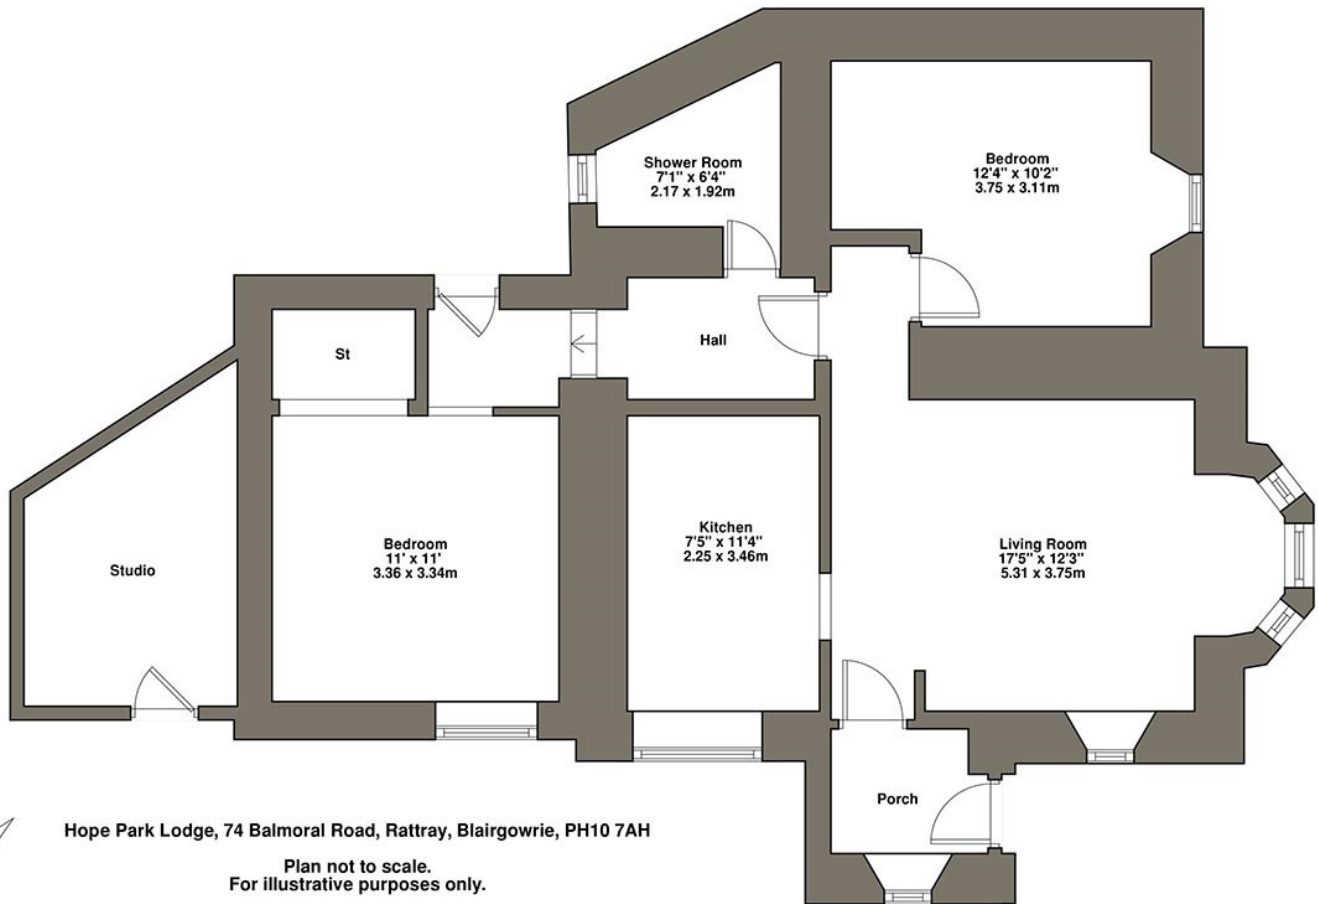 Shower Room
7'1" x 6'4"
2.17 x 1.92m
Bedroom
12'4" x 10'2"
3.75 x 3.11m
St
Hall
Studio
Bedroom
11' x 11'
3.36 x 3.34m
Kitchen
7'5" x 11'4"
2.25 x 3.46m
Living Room
17'5" x 12'3"
5.31 x 3.75m
Porch
Hope Park Lodge, 74 Balmoral Road, Rattray, Blairgowrie, PH10 7AH
Plan not to scale.
For illustrative purposes only.